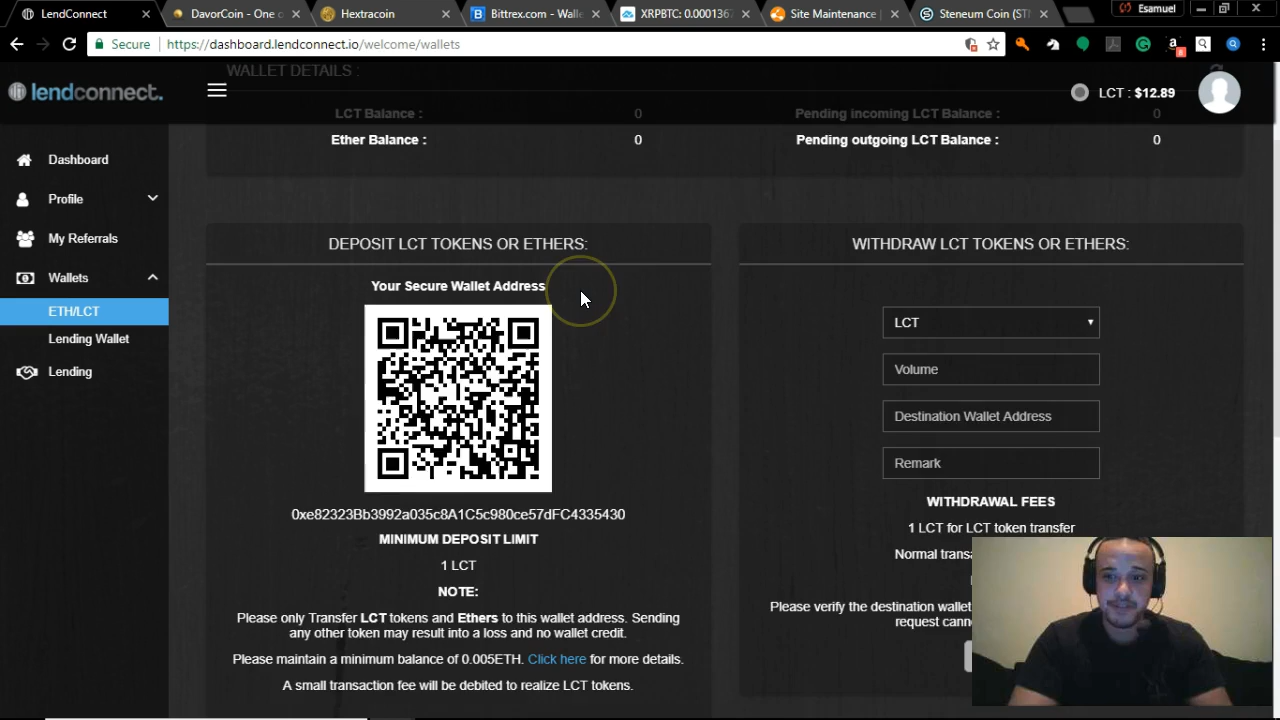 LendConnect
DavorCoin - One o
Hextracoin
Bittrex.com - Walle
XRPBTC: 0.0001367
Site Maintenance |
Steneum Coin (STN
Esamuel
Secure
https://dashboard.lendconnect.io/welcome/wallets
WALLET DETAILS :
lendconnect.
LCT : $12.89
LCT Balance :
0
Pending incoming LCT Balance :
0
Ether Balance :
0
Pending outgoing LCT Balance :
0
Dashboard
Profile
My Referrals
Wallets
ETH/LCT
Lending Wallet
Lending
DEPOSIT LCT TOKENS OR ETHERS:
Your Secure Wallet Address
0xe82323Bb3992a035c8A1C5c980ce57dFC4335430
MINIMUM DEPOSIT LIMIT
1 LCT
NOTE:
Please only Transfer LCT tokens and Ethers to this wallet address. Sending
any other token may result into a loss and no wallet credit.
Please maintain a minimum balance of 0.005ETH. Click here for more details.
A small transaction fee will be debited to realize LCT tokens.
WITHDRAW LCT TOKENS OR ETHERS:
LCT
Volume
Destination Wallet Address
Remark
WITHDRAWAL FEES
1 LCT for LCT token transfer
Normal transa
Please verify the destination wallet
request canno